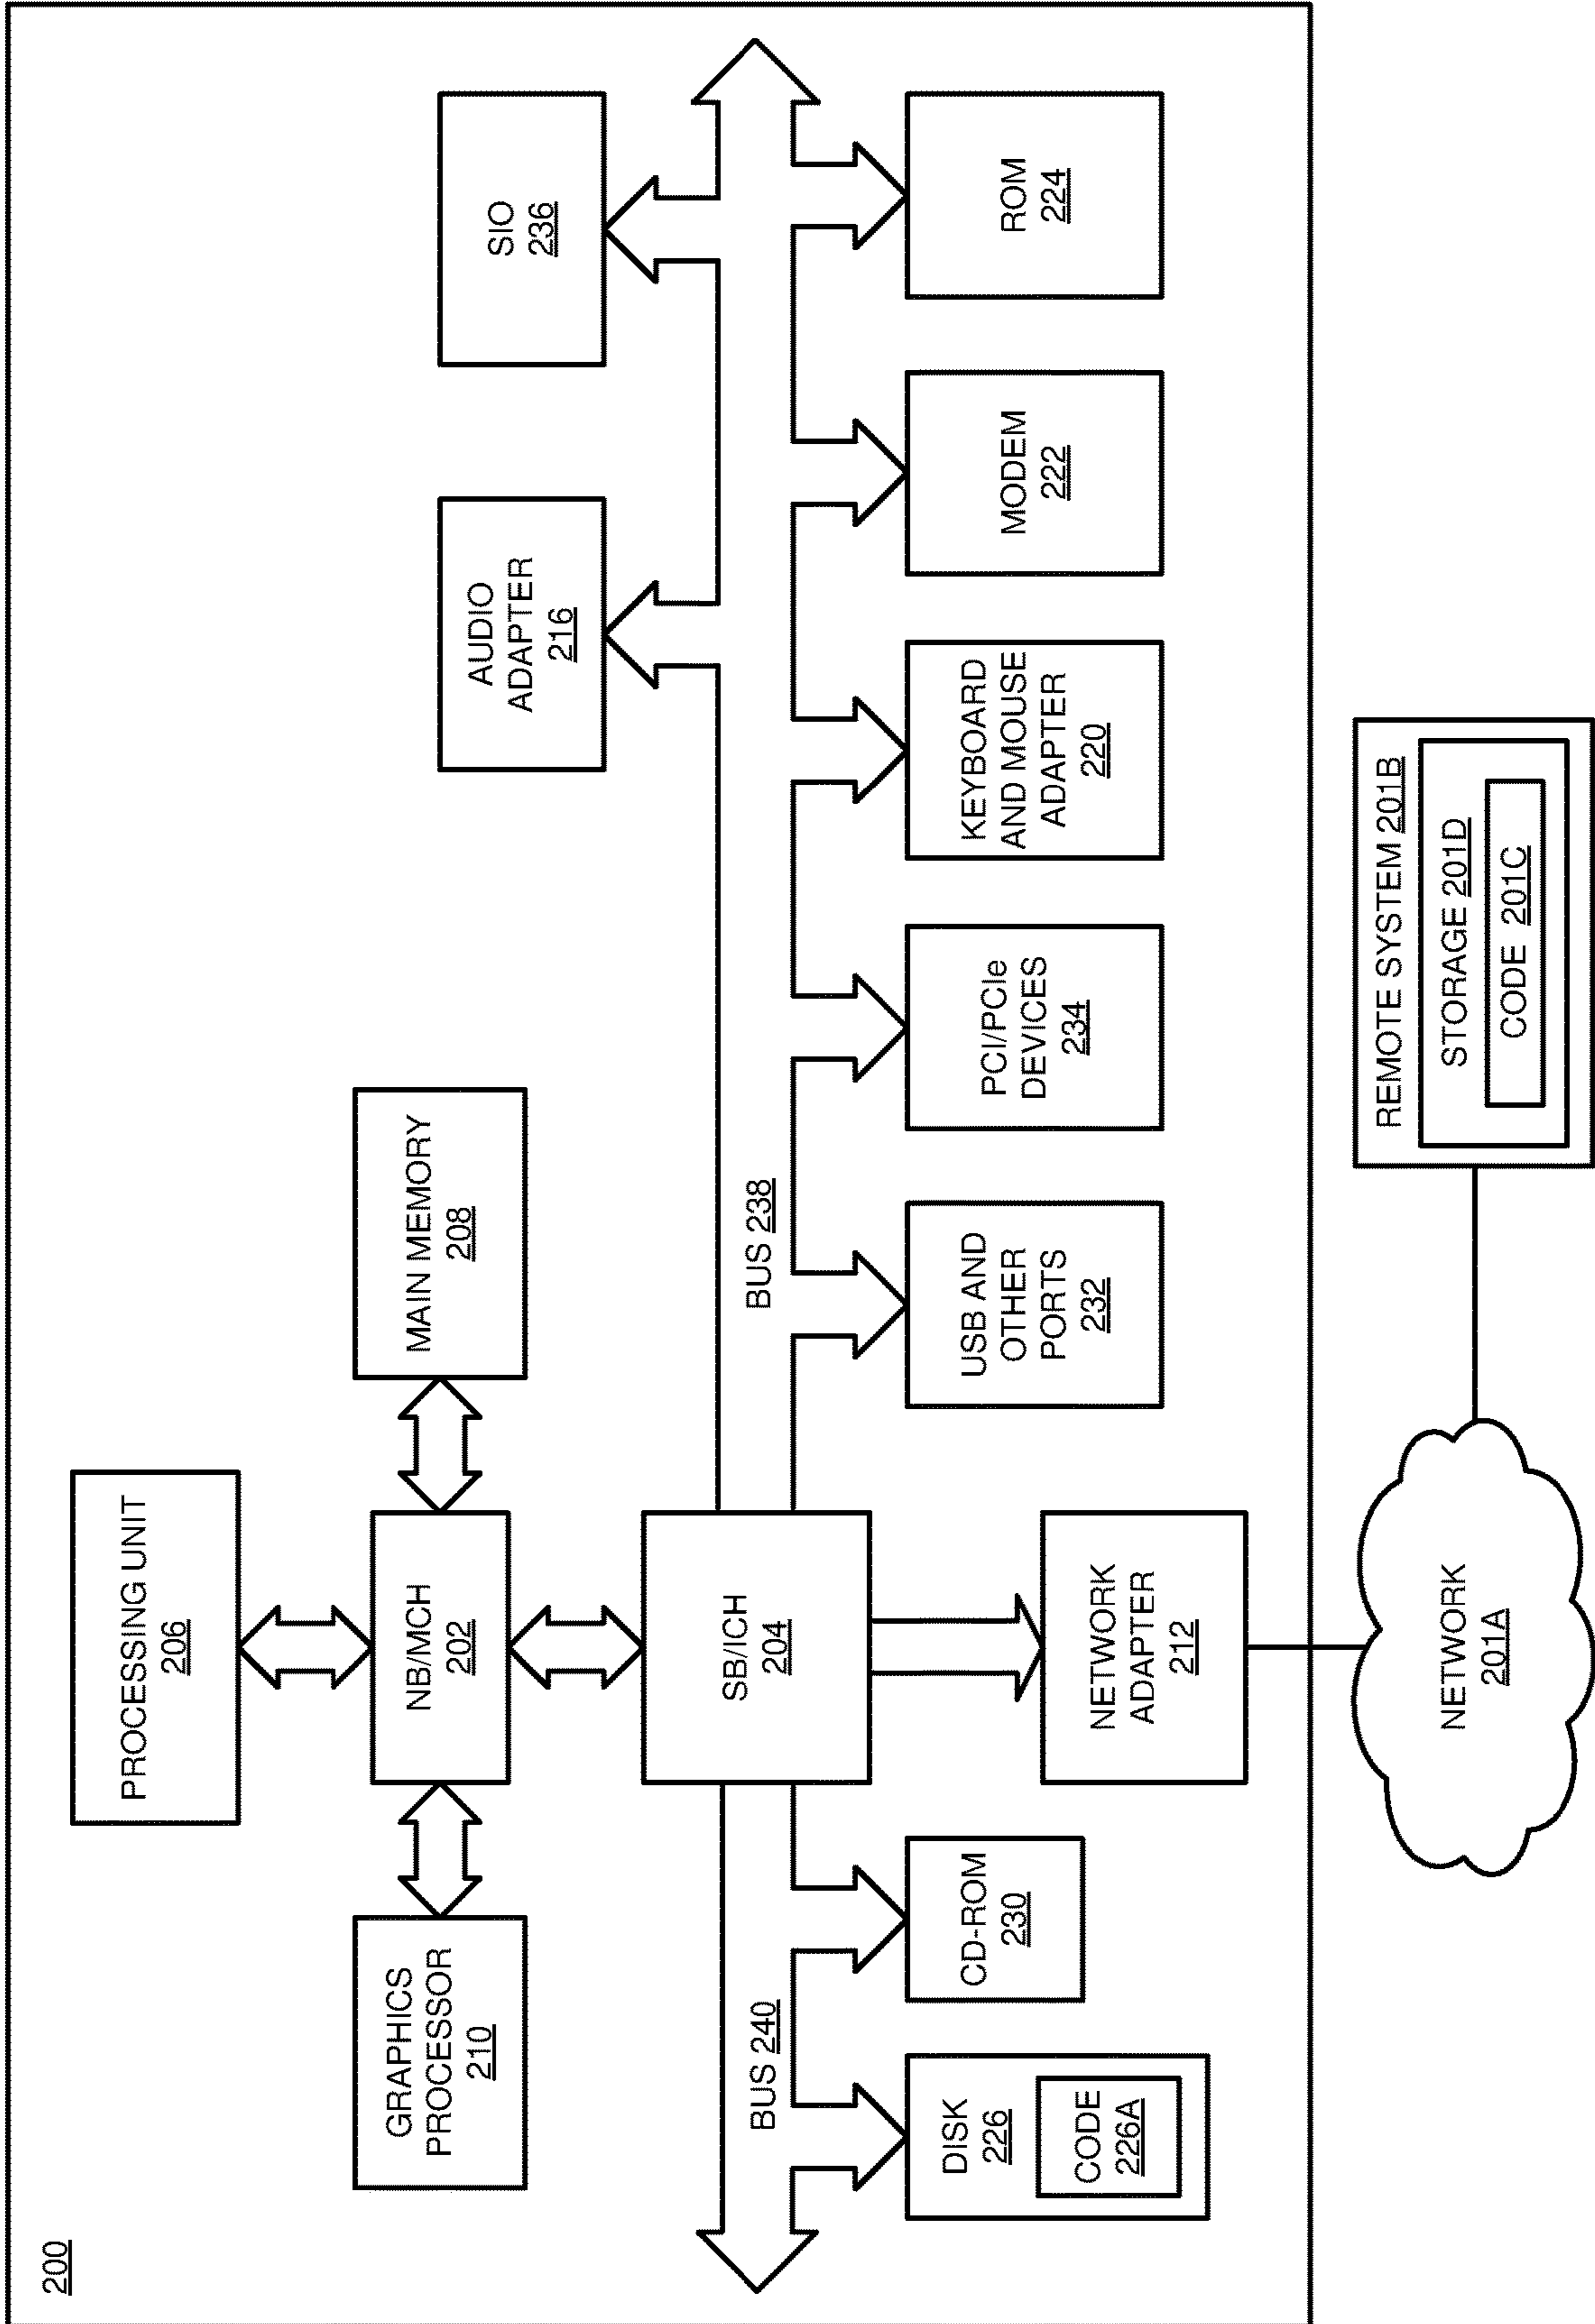 200
PROCESSING UNIT
206
GRAPHICS
PROCESSOR
210
NB/MCH
202
MAIN MEMORY
208
AUDIO
ADAPTER
216
SIO
236
SB/ICH
204
BUS 240
BUS 238
DISK
226
CODE
226A
CD-ROM
230
NETWORK
ADAPTER
212
USB AND
OTHER
PORTS
232
PCI/PCIe
DEVICES
234
KEYBOARD
AND MOUSE
ADAPTER
220
MODEM
222
ROM
224
NETWORK
201A
REMOTE SYSTEM 201B
STORAGE 201D
CODE 201C